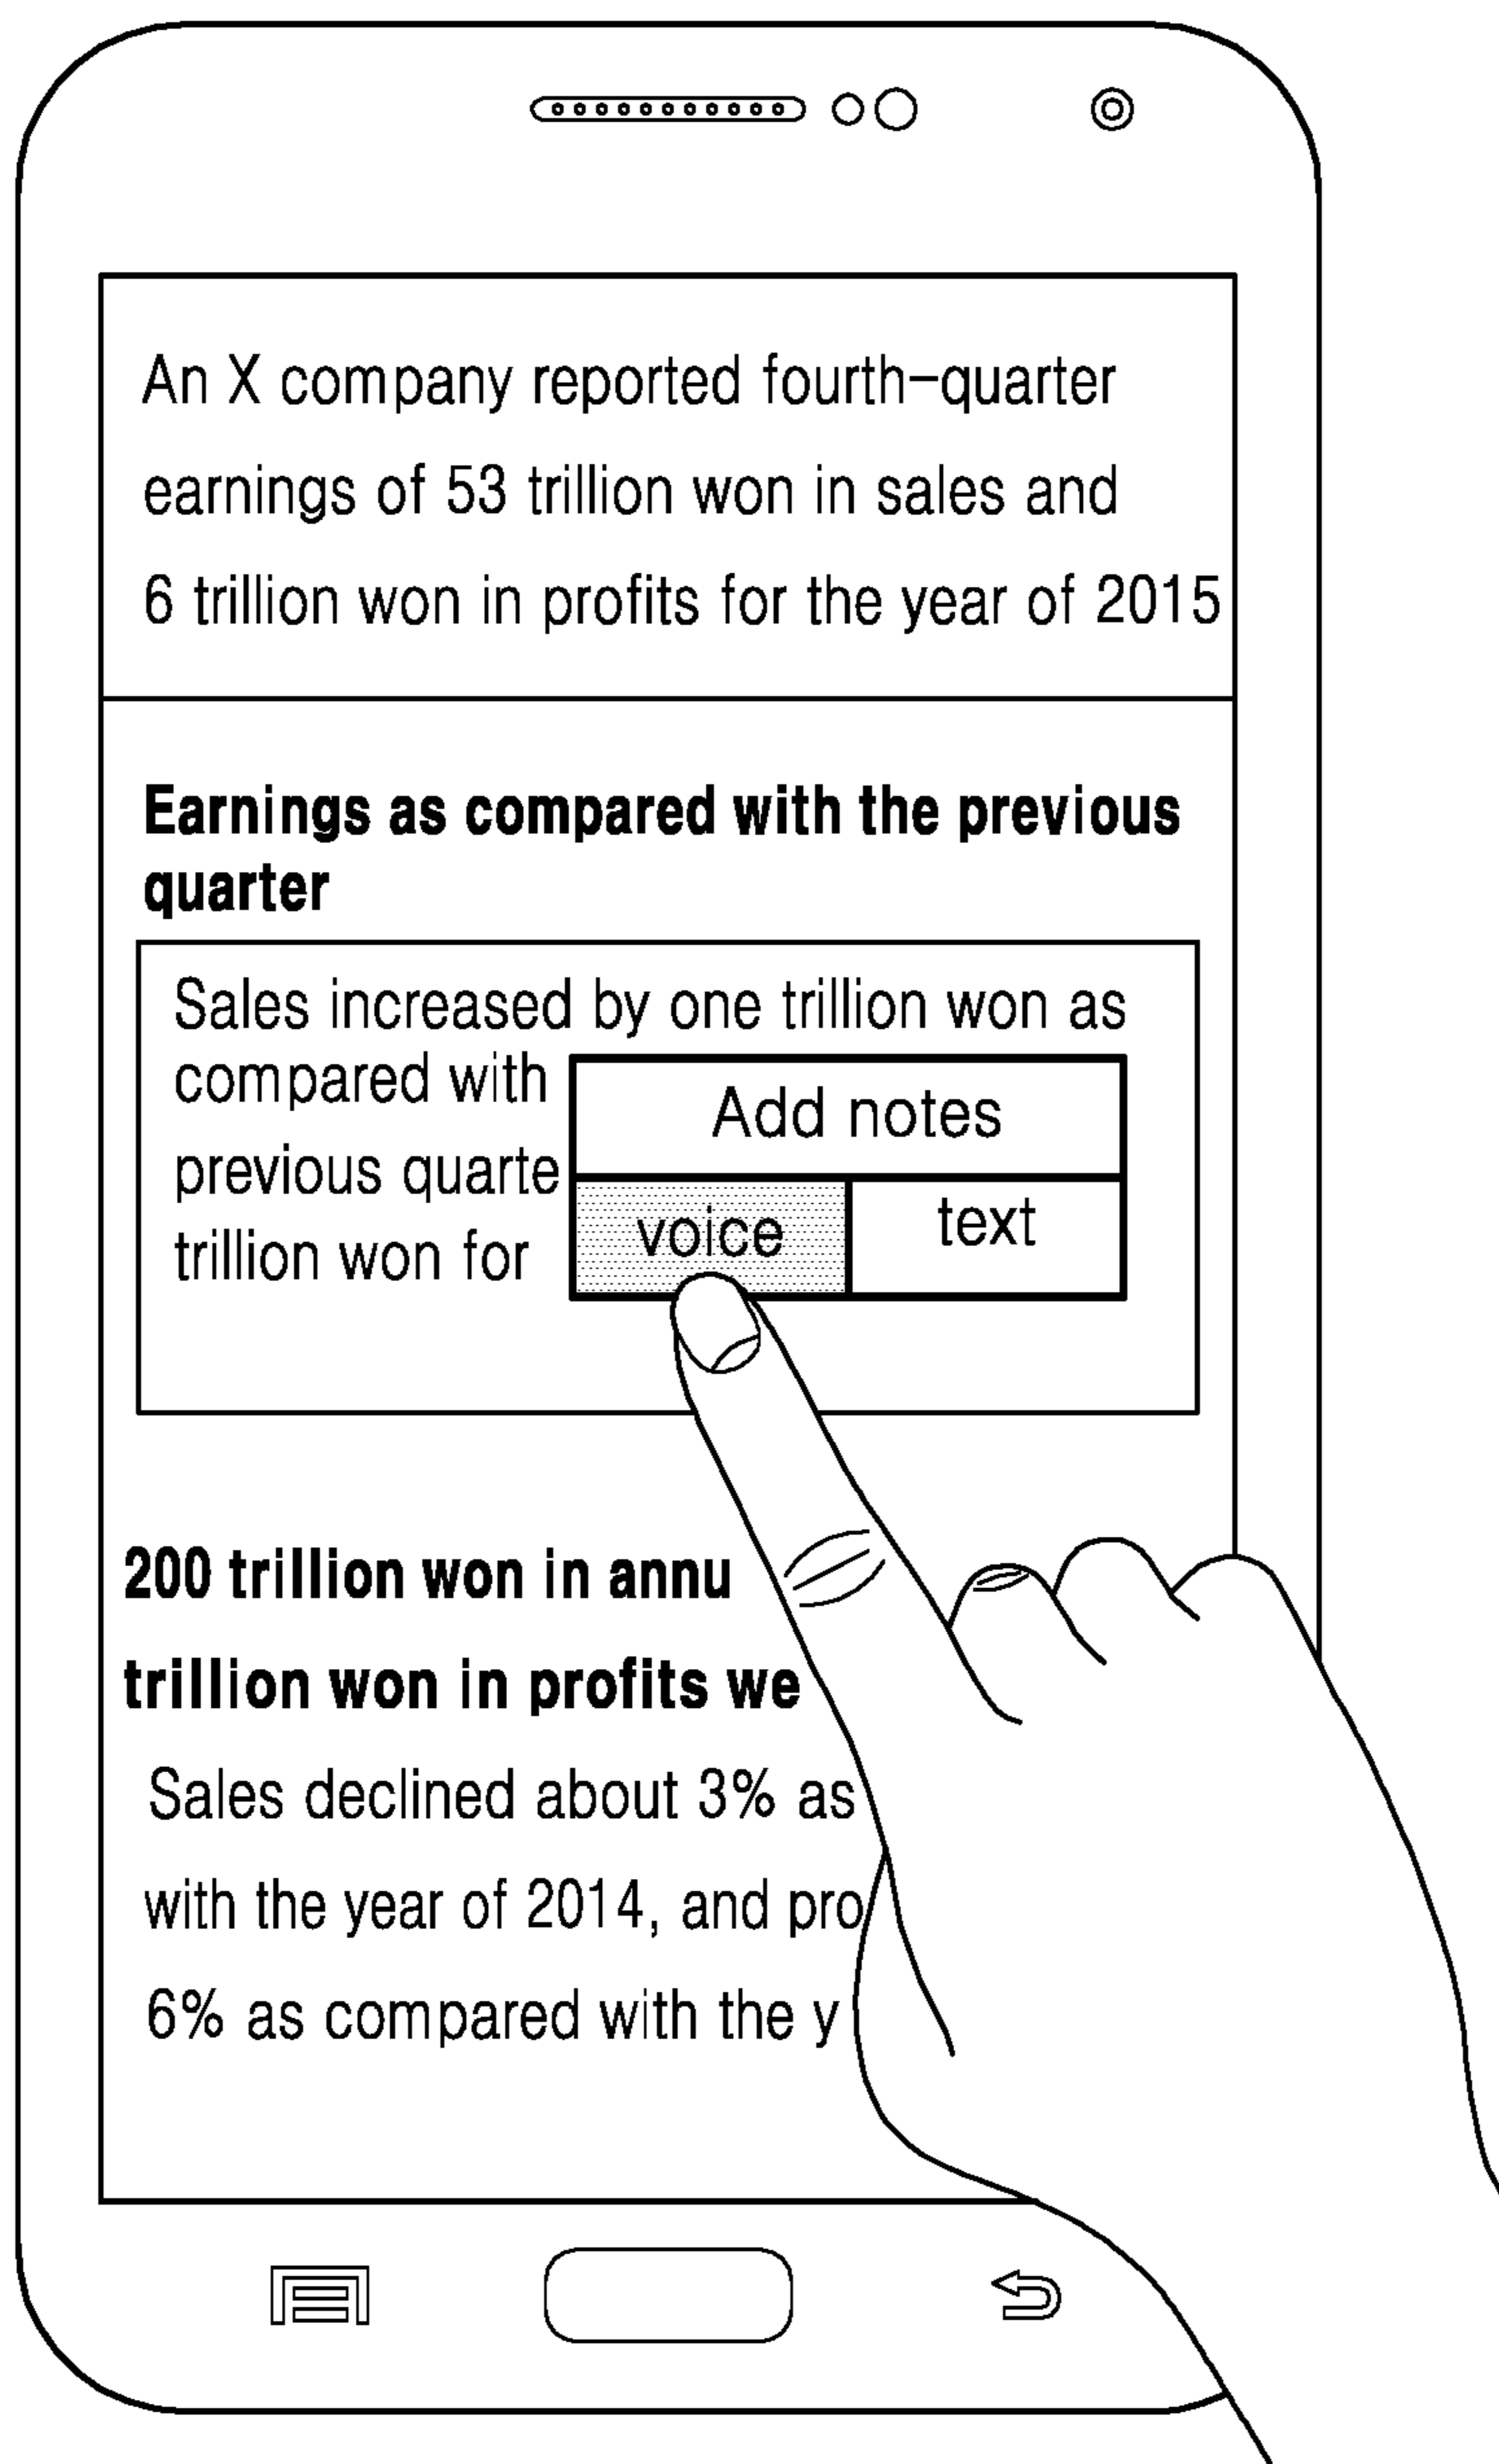 An X company reported fourth-quarter
earnings of 53 trillion won in sales and
6 trillion won in profits for the year of 2015
Earnings as compared with the previous
quarter
Sales increased by one trillion won as
compared with
previous quarte
trillion won for
Add notes
voice
text
200 trillion won in annu
trillion won in profits we
Sales declined about 3% as
with the year of 2014, and pro
6% as compared with the y